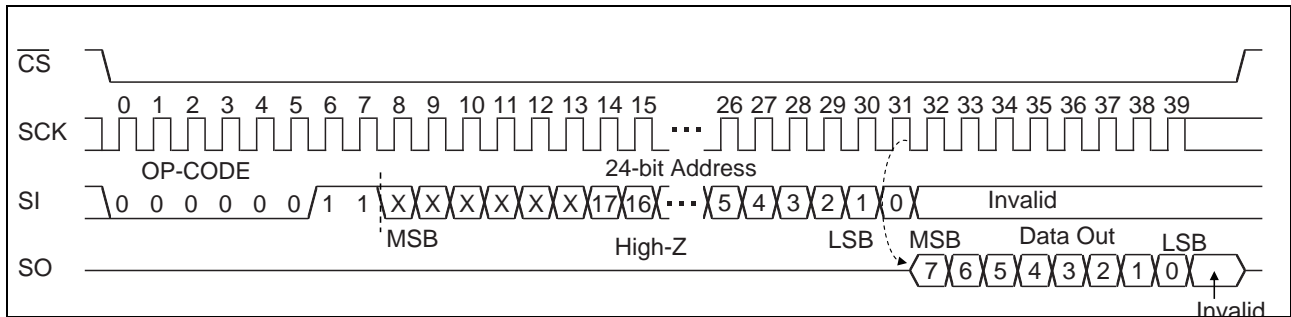 CS
0 1 2 3 4 5 6 7 8 9 10 11 12 13 14 15 26 27 28 29 30 31 32 33 34 35 36 37 38 39
SCK
OP-CODE 24-bit Address
SI 0 0 0 0 0 0 1 1 X X X X X X 17 16 5 4 3 2 1 0 Invalid
MSB High-Z LSB MSB Data Out LSB
SO 7 6 5 4 3 2 1 0
Invalid